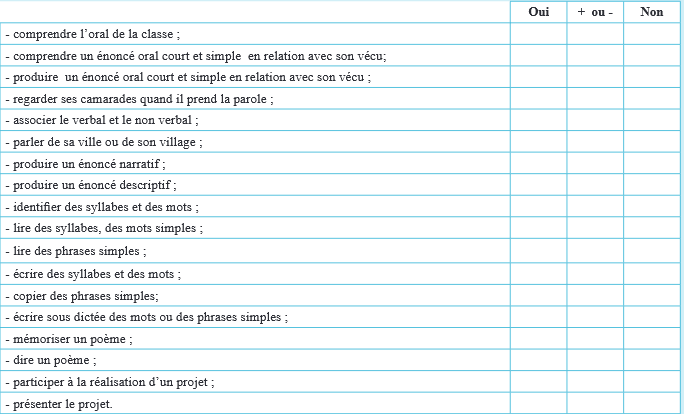 Oui + ou - Non
- comprendre l'oral de la classe ;
- comprendre un énoncé oral court et simple en relation avec son vécu;
- produire un énoncé oral court et simple en relation avec son vécu ;
- regarder ses camarades quand il prend la parole ;
- associer le verbal et le non verbal ;
- parler de sa ville ou de son village ;
- produire un énoncé narratif ;
- produire un énoncé descriptif ;
- identifier des syllabes et des mots ;
- lire des syllabes, des mots simples ;
- lire des phrases simples ;
- écrire des syllabes et des mots ;
- copier des phrases simples;
- écrire sous dictée des mots ou des phrases simples ;
- mémoriser un poème ;
- dire un poème ;
- participer à la réalisation d'un projet ;
- présenter le projet.